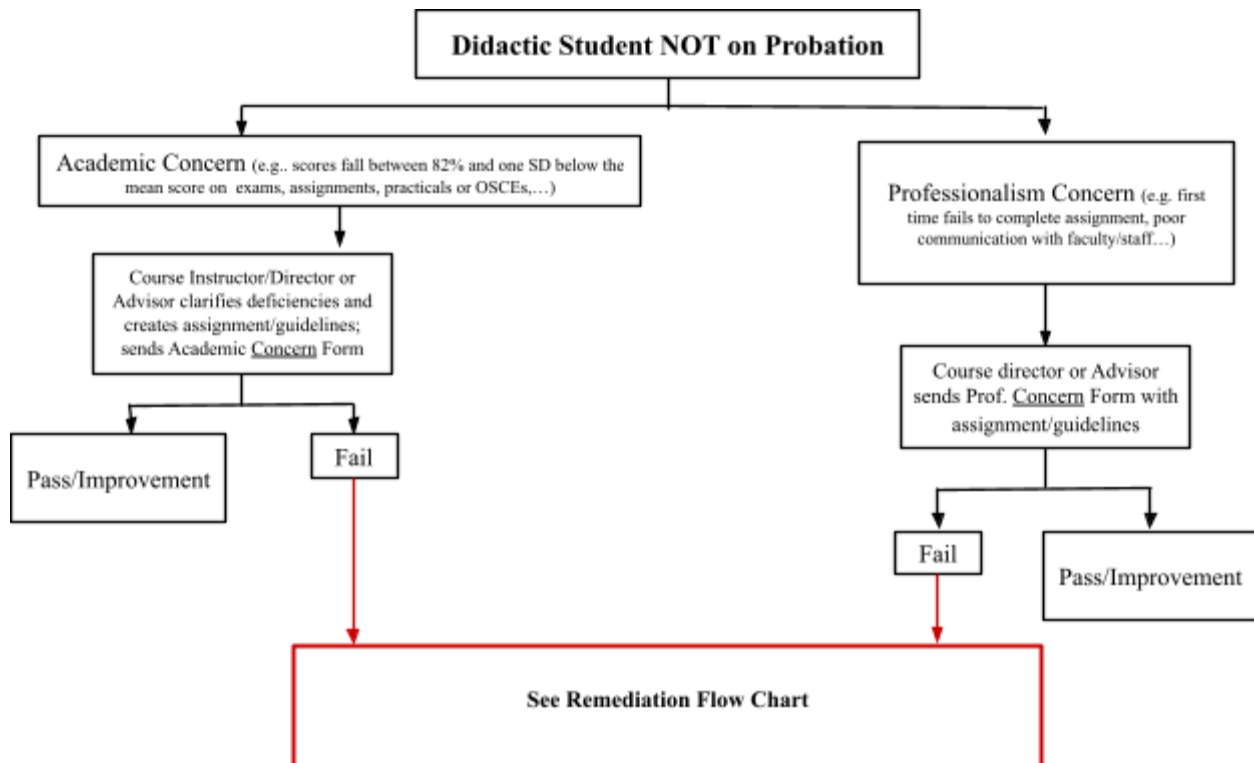 Didactic Student NOT on Probation
Academic Concern (e.g.. scores fall between 82% and one SD below the
mean score on exams, assignments, practicals or OSCEs,…)
Professionalism Concern (e.g. first
time fails to complete assignment, poor
communication with faculty/staff…)
Course Instructor/Director or
Advisor clarifies deficiencies and
creates assignment/guidelines;
sends Academic Concern Form
Course director or Advisor
sends Prof. Concern Form with
assignment/guidelines
Pass/Improvement
Fail
Fail
Pass/Improvement
See Remediation Flow Chart